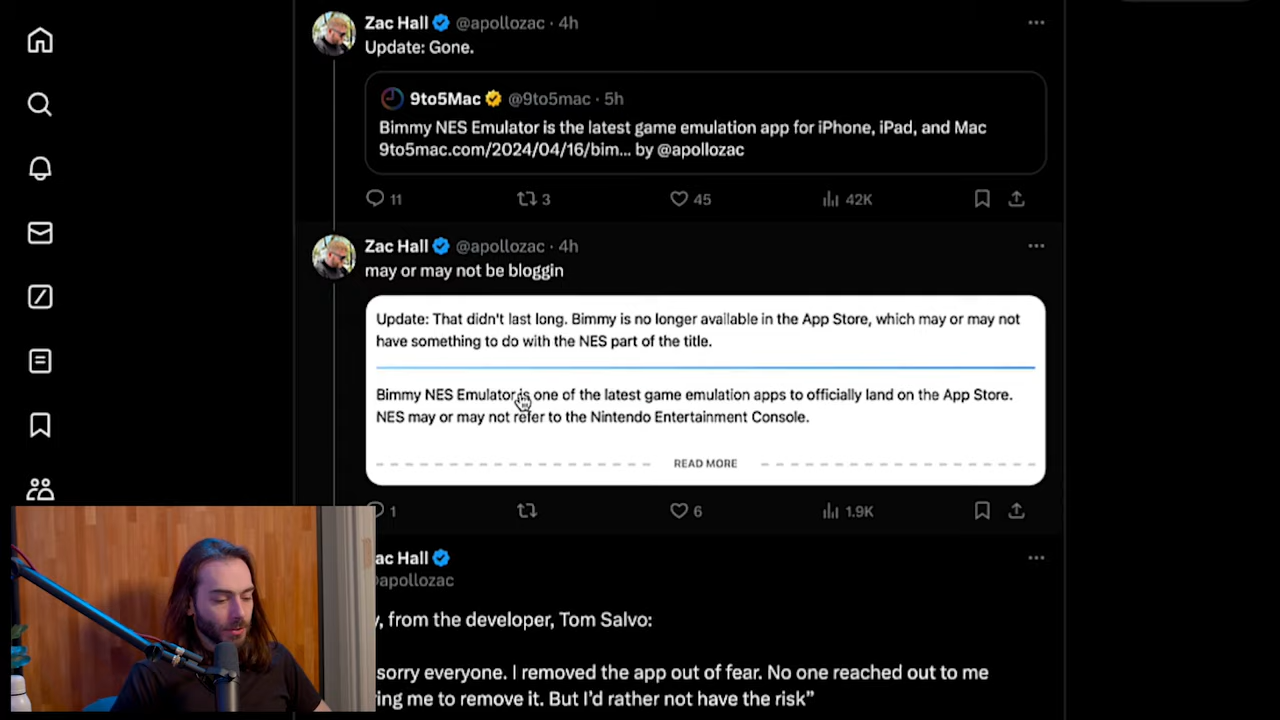 Zac Hall @apollozac · 4h
Update: Gone.
9to5Mac @9to5mac · 5h
Bimmy NES Emulator is the latest game emulation app for iPhone, iPad, and Mac
9to5mac.com/2024/04/16/bim... by @apollozac
11 3 45 42K
Zac Hall @apollozac · 4h
may or may not be bloggin
Update: That didn't last long. Bimmy is no longer available in the App Store, which may or may not
have something to do with the NES part of the title.
Bimmy NES Emulator is one of the latest game emulation apps to officially land on the App Store.
NES may or may not refer to the Nintendo Entertainment Console.
READ MORE
1 6 1.9K
ac Hall
apollozac
, from the developer, Tom Salvo:
sorry everyone. I removed the app out of fear. No one reached out to me
ing me to remove it. But I'd rather not have the risk”